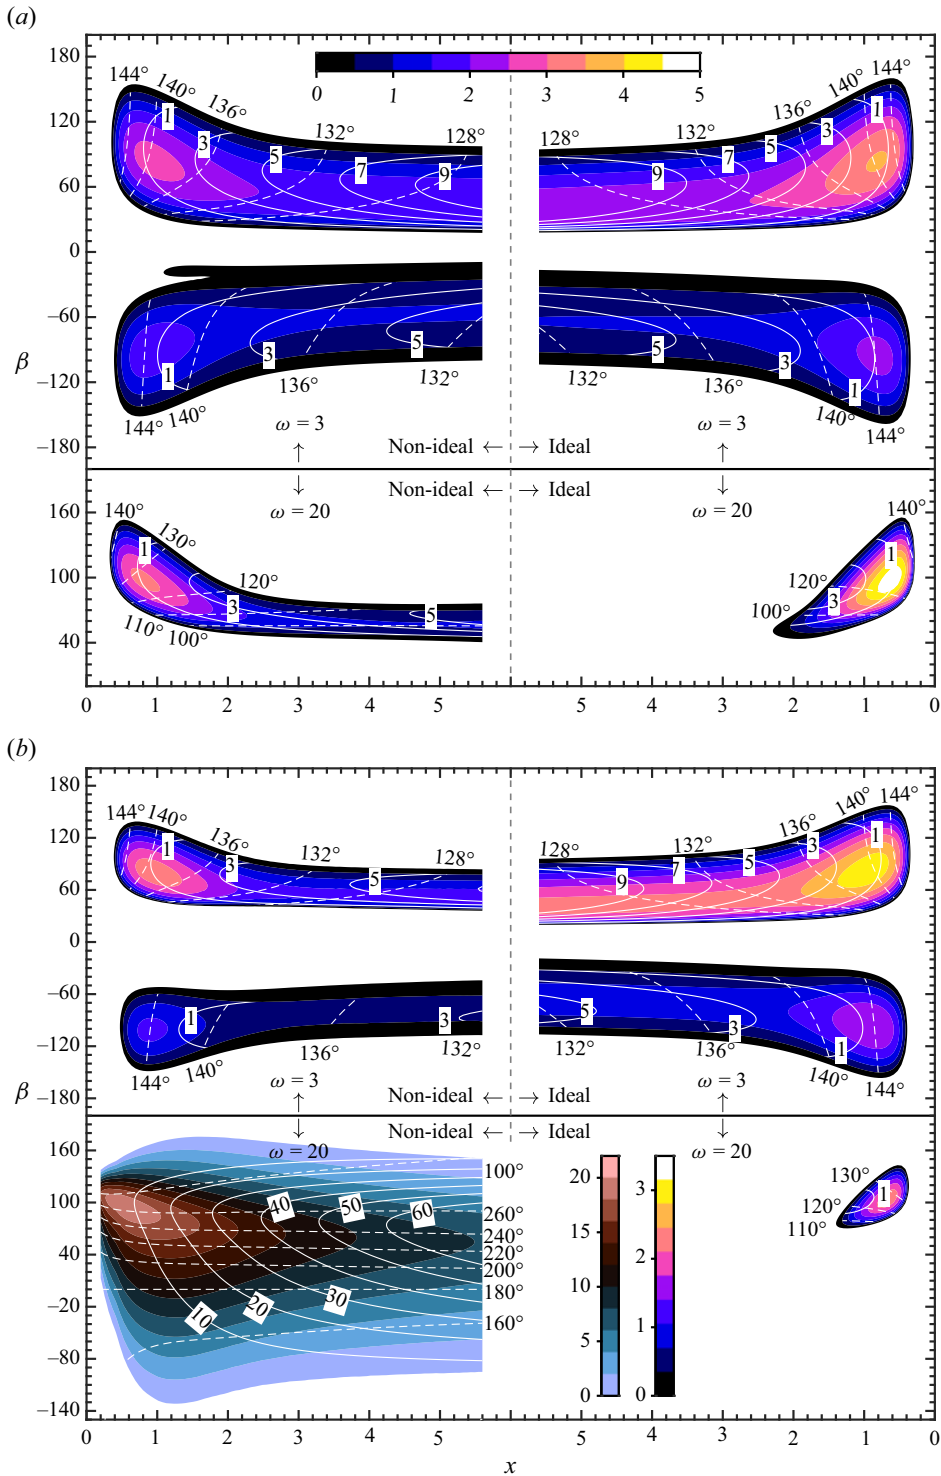 (a)
180
120
60
0
−60
−120
−180
β
0 1 2 3 4 5
144° 140° 136° 132° 128°
1 3 5 7 9
128° 132° 136° 140° 144°
9 7 5 3 1
1 3 5
144° 140° 136° 132°
5 3 1
132° 136° 140° 144°
ω = 3
ω = 3
Non-ideal ← → Ideal
Non-ideal ← → Ideal
ω = 20
ω = 20
160
100
40
140° 130° 120°
1 3 5
110° 100°
140°
120°
100°
1
3
0 1 2 3 4 5 5 4 3 2 1 0
(b)
180
120
60
0
−60
−120
−180
β
144° 140° 136° 132° 128°
1 3 5
128° 132° 136° 140° 144°
9 7 5 3 1
1 3
144° 140° 136° 132°
5 3 1
132° 136° 140° 144°
ω = 3
ω = 3
Non-ideal ← → Ideal
Non-ideal ← → Ideal
ω = 20
ω = 20
160
100
40
−20
−80
−140
100°
260°
240°
220°
200°
180°
160°
40 50 60
10 20 30
20
15
10
5
0
3
2
1
0
130°
120°
110°
1
0 1 2 3 4 5 5 4 3 2 1 0
x